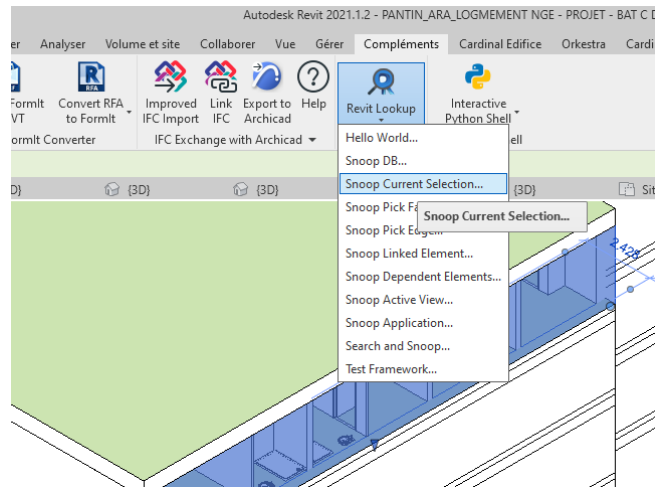 Autodesk Revit 2021.1.2 - PANTIN_ARA_LOGMEMENT NGE - PROJET - BAT C D
er Analyser Volume et site Collaborer Vue Gérer Compléments Cardinal Edifice Orkestra Cardi
FormIt Convert RFA Improved Link Export to Help Revit Lookup Interactive
VT to FormIt IFC Import IFC Archicad Python Shell
ormIt Converter IFC Exchange with Archicad ell
Hello World...
Snoop DB...
D} {3D} {3D} Snoop Current Selection... {3D} Sit
Snoop Pick Fa
Snoop Current Selection...
Snoop Pick Edge...
Snoop Linked Element...
Snoop Dependent Elements...
Snoop Active View...
Snoop Application...
Search and Snoop...
Test Framework...
2.428